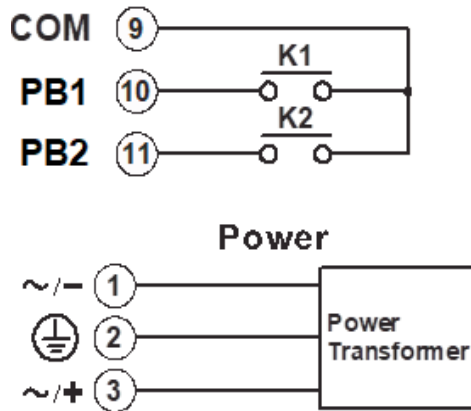 COM 9
K1
PB1 10
K2
PB2 11
Power
~/- 1
2
Power
Transformer
~/+ 3